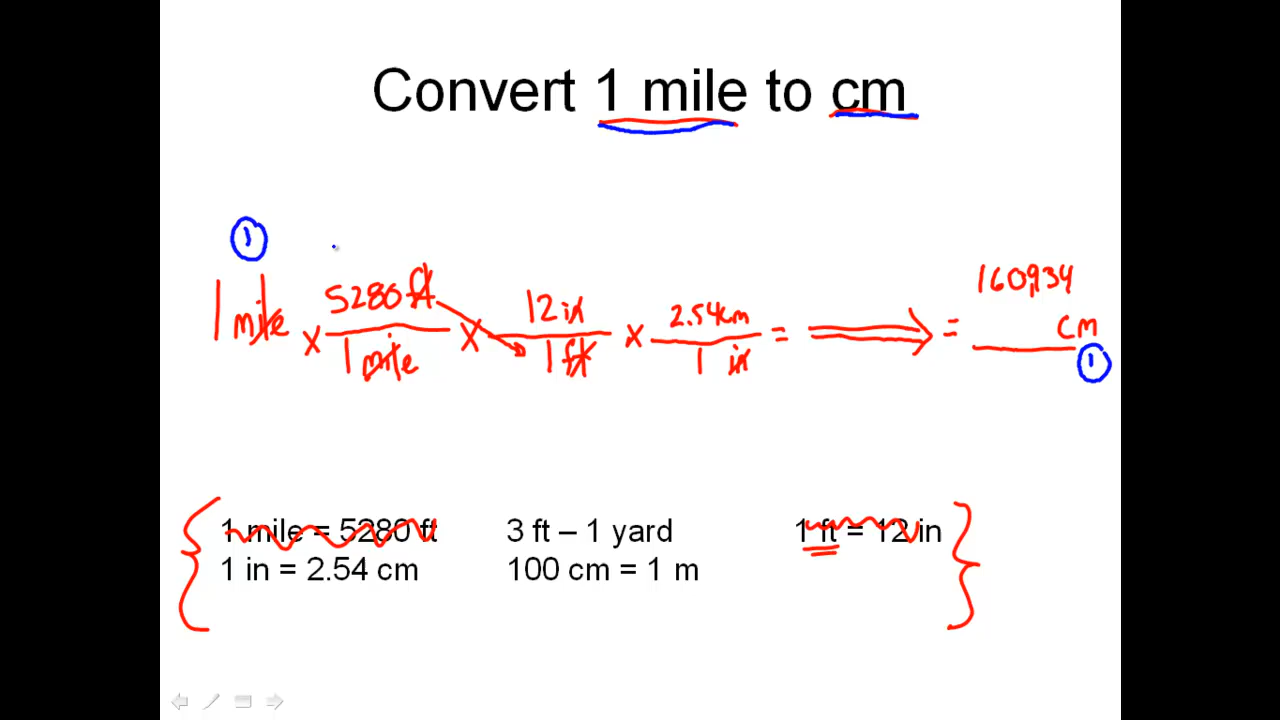 Convert 1 mile to cm
① ①
1 mile x 5280 ft / 1 mile x 12 in / 1 ft x 2.54 cm / 1 in = ⟹ = 160,934 cm
1 mile = 5280 ft 3 ft – 1 yard 1 ft = 12 in
1 in = 2.54 cm 100 cm = 1 m